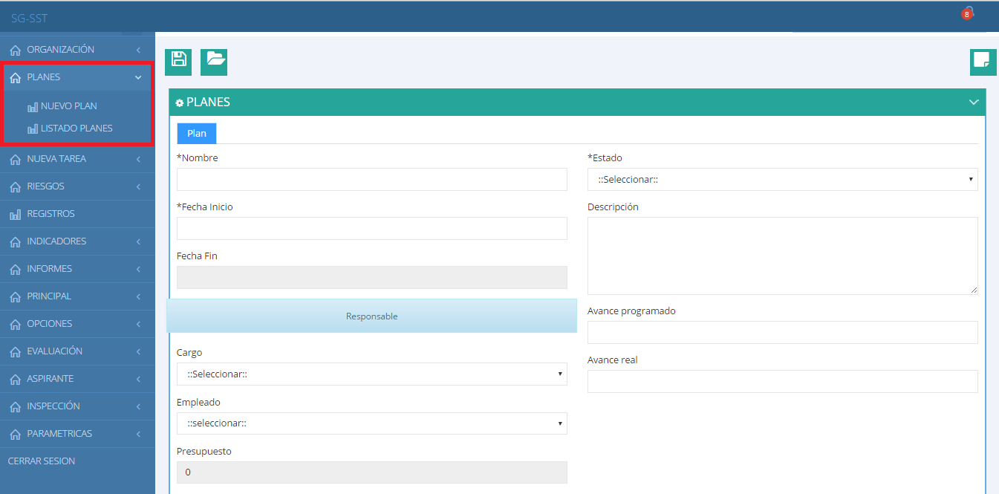 SG-SST
8
ORGANIZACIÓN
PLANES
NUEVO PLAN
LISTADO PLANES
NUEVA TAREA
RIESGOS
REGISTROS
INDICADORES
INFORMES
PRINCIPAL
OPCIONES
EVALUACIÓN
ASPIRANTE
INSPECCIÓN
PARAMETRICAS
CERRAR SESION
PLANES
Plan
*Nombre
*Fecha Inicio
Fecha Fin
Responsable
Cargo
::Seleccionar::
Empleado
::seleccionar::
Presupuesto
0
*Estado
::Seleccionar::
Descripción
Avance programado
Avance real